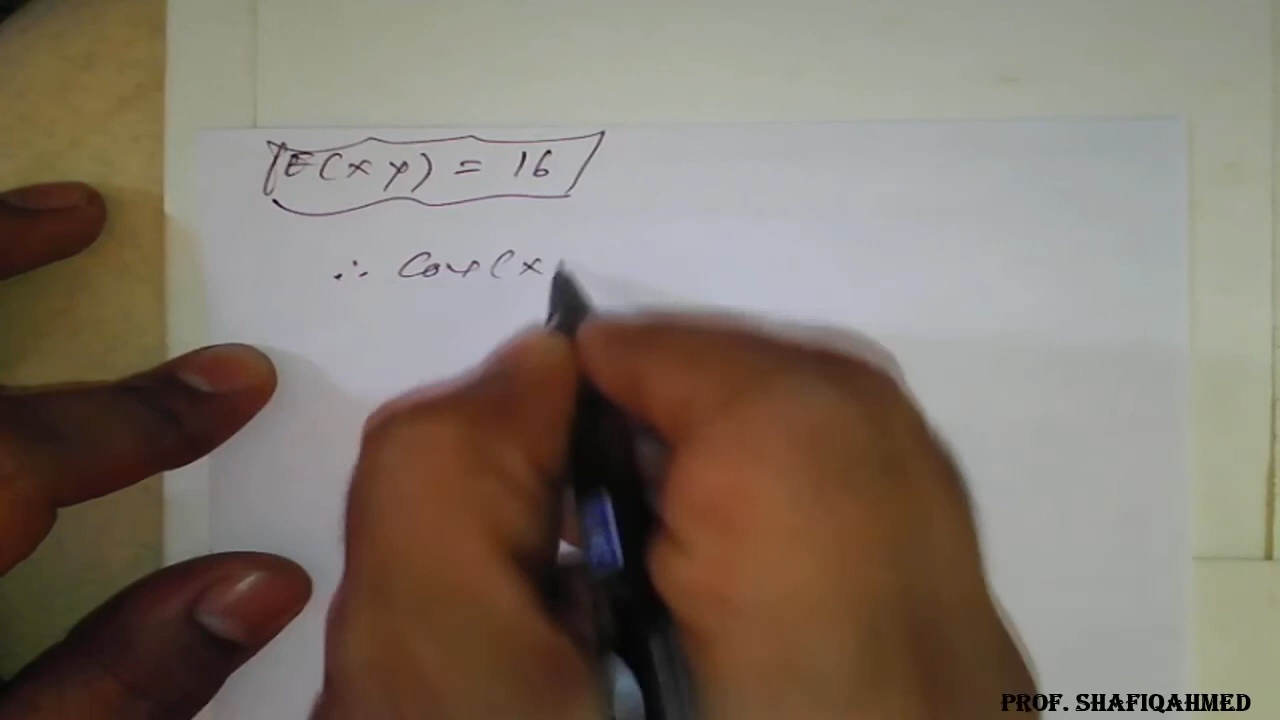 E(xy) = 16
∴ Cov(x
PROF. SHAFIQAHMED